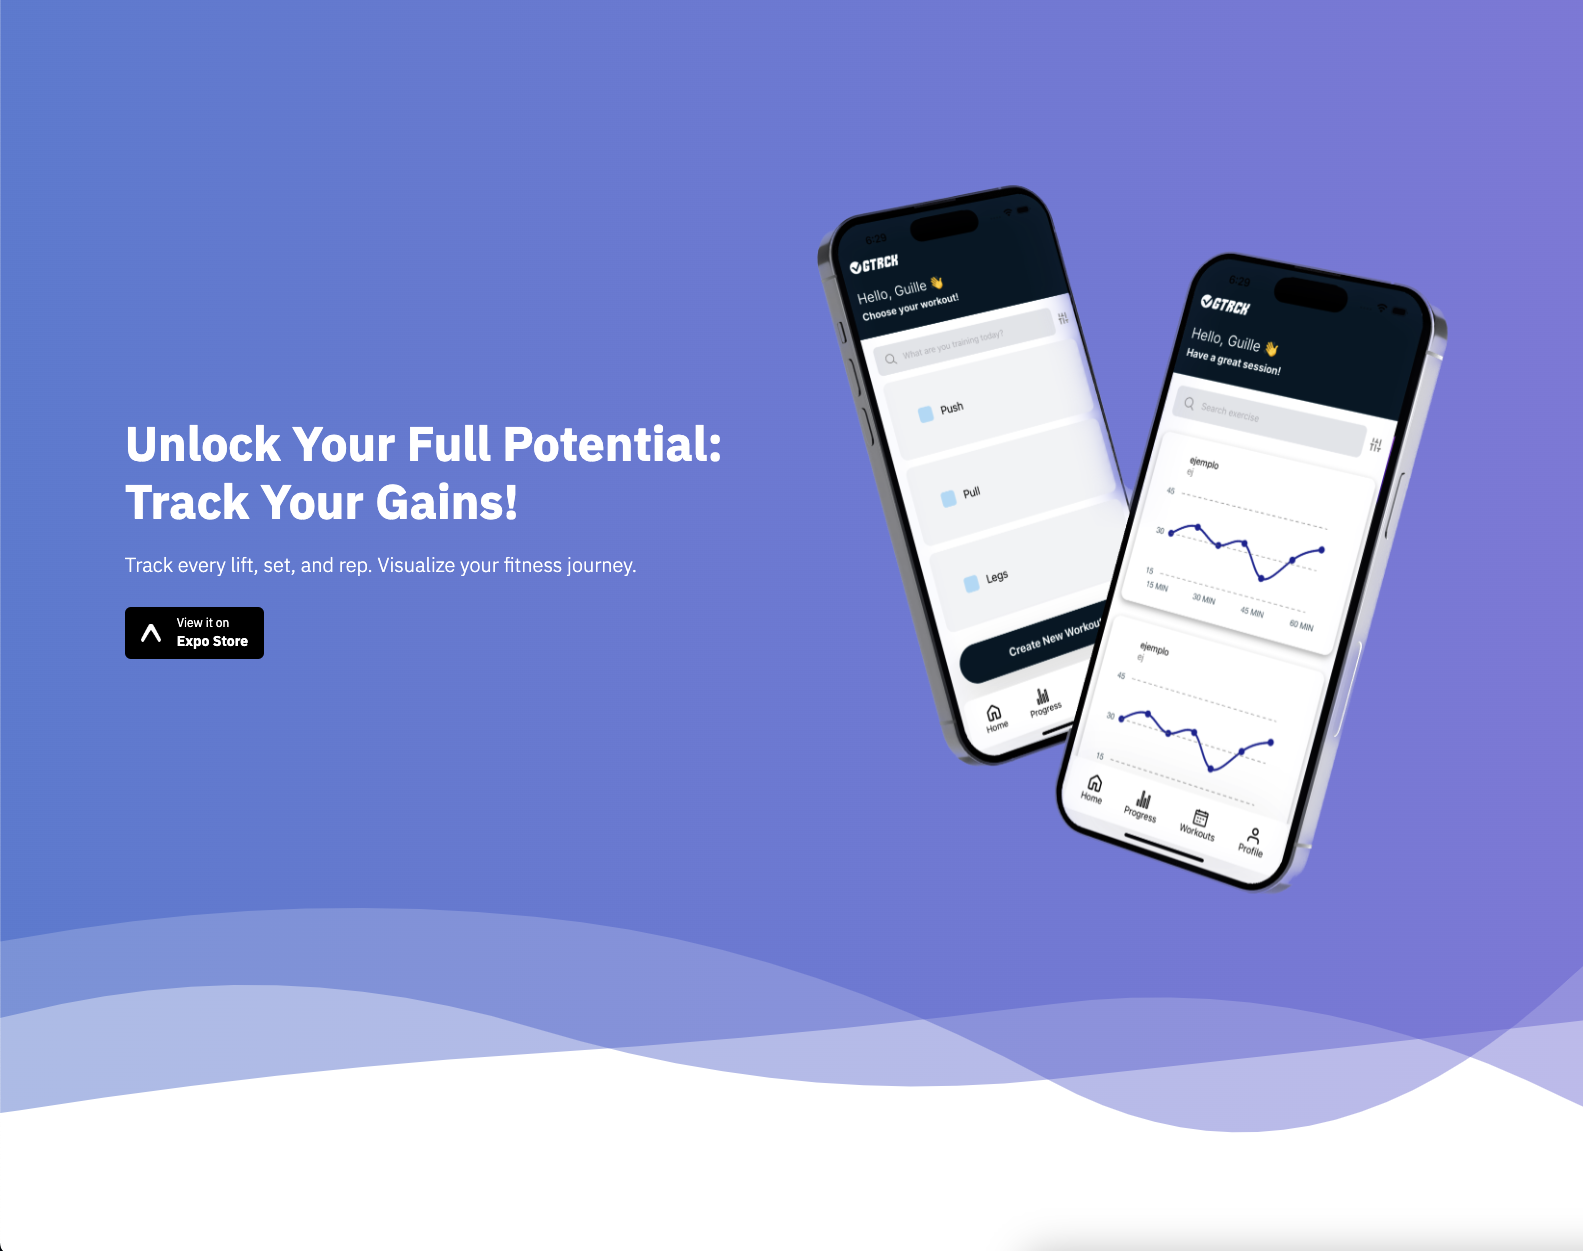 Unlock Your Full Potential:
Track Your Gains!
Track every lift, set, and rep. Visualize your fitness journey.
View it on
Expo Store
6:29
GTRCK
Hello, Guille 👋
Choose your workout!
What are you training today?
Push
Pull
Legs
Create New Workout
Home
Progress
6:29
GTRCK
Hello, Guille 👋
Have a great session!
Search exercise
ejemplo
ej
45
30
15
15 MIN
30 MIN
45 MIN
60 MIN
ejemplo
ej
45
30
15
Home
Progress
Workouts
Profile